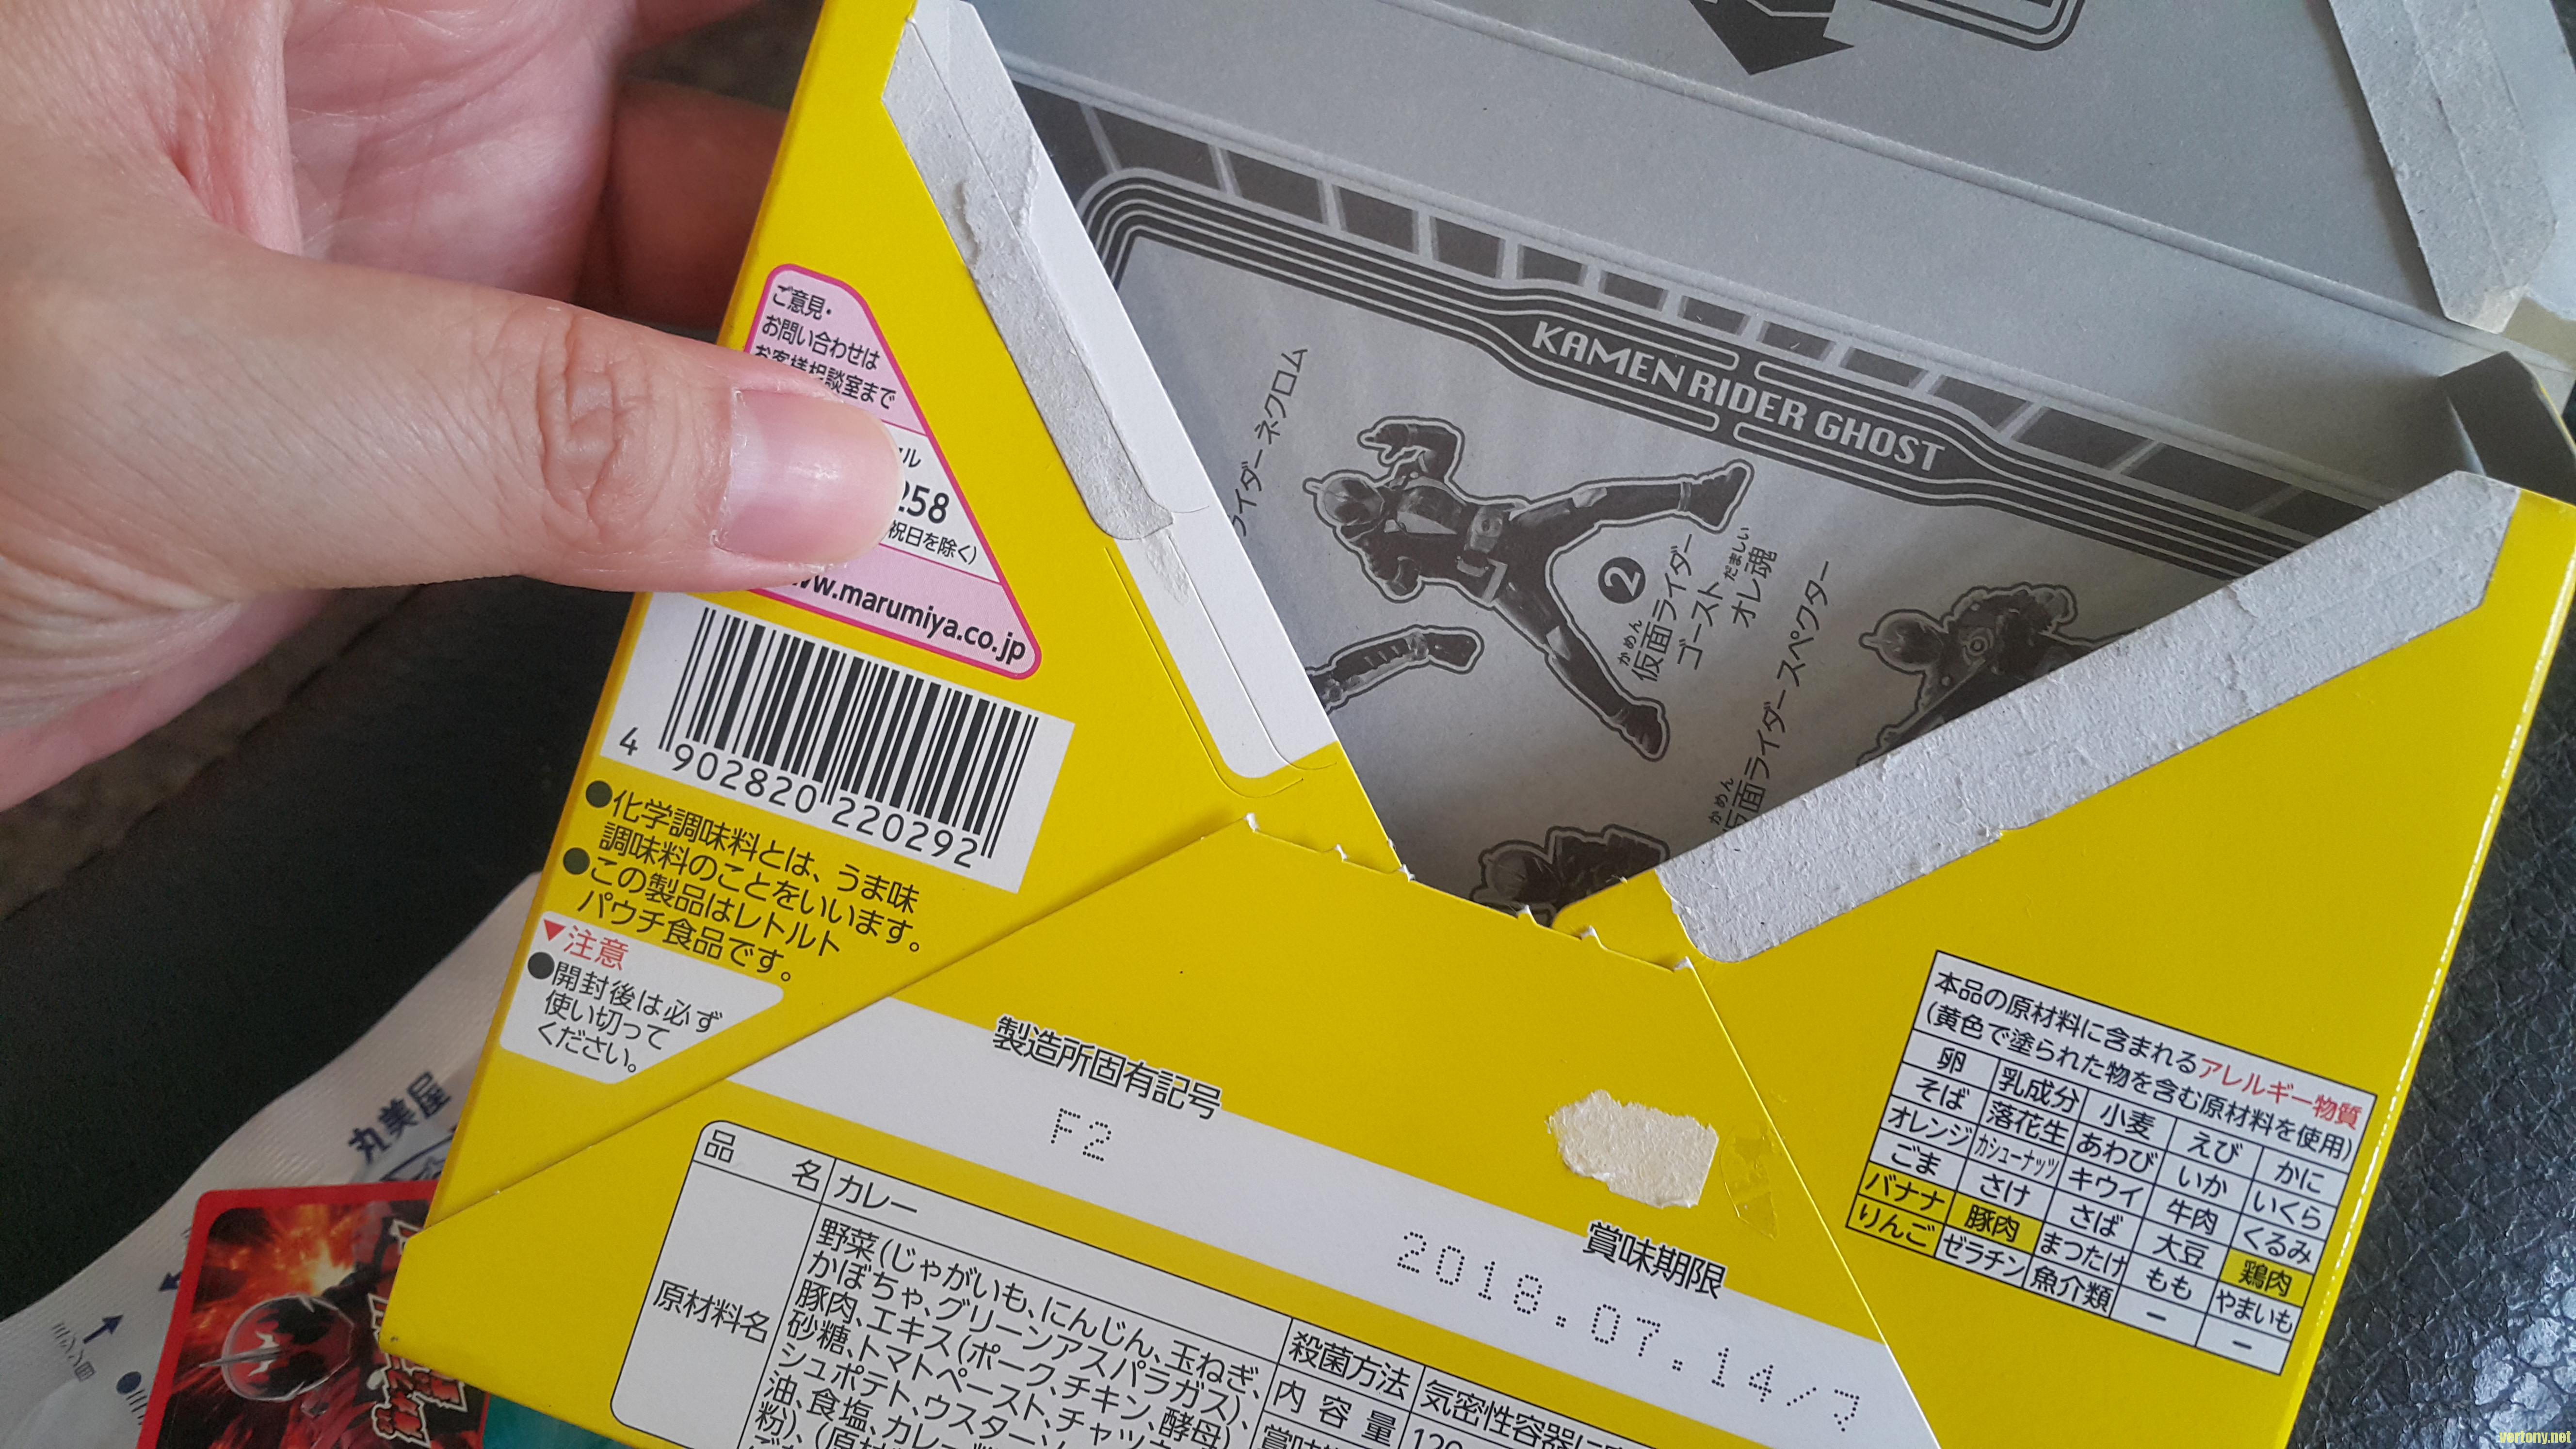 KAMEN RIDER GHOST
ライダーネクロム
2
かめん
仮面ライダー
ゴースト
だましい
オレ魂
かめん
仮面ライダースペクター
ご意見・
お問い合わせは
お客様相談室まで
ル
258
祝日を除く)
www.marumiya.co.jp
4 902820 220292
●化学調味料とは、うま味
調味料のことをいいます。
●この製品はレトルト
パウチ食品です。
▼注意
●開封後は必ず
使い切って
ください。
丸美屋
製造所固有記号
F2
賞味期限
2018.07.14/マ
品 名 カレー
原材料名
野菜(じゃがいも、にんじん、玉ねぎ、
かぼちゃ、グリーンアスパラガス)、
豚肉、エキス(ポーク、チキン、酵母)、
砂糖、トマトペースト、チャツ
シュポテト、ウスターソ
油、食塩、カレー
粉)、(原材
殺菌方法 気密性容器に
内容量 120
賞味
本品の原材料に含まれるアレルギー物質
(黄色で塗られた物を含む原材料を使用)
卵 乳成分 小麦 えび かに
そば 落花生 あわび いか いくら
オレンジ カシューナッツ キウイ 牛肉 くるみ
ごま さけ さば 大豆 鶏肉
バナナ 豚肉 まつたけ もも やまいも
りんご ゼラチン 魚介類 － －
vertony.net